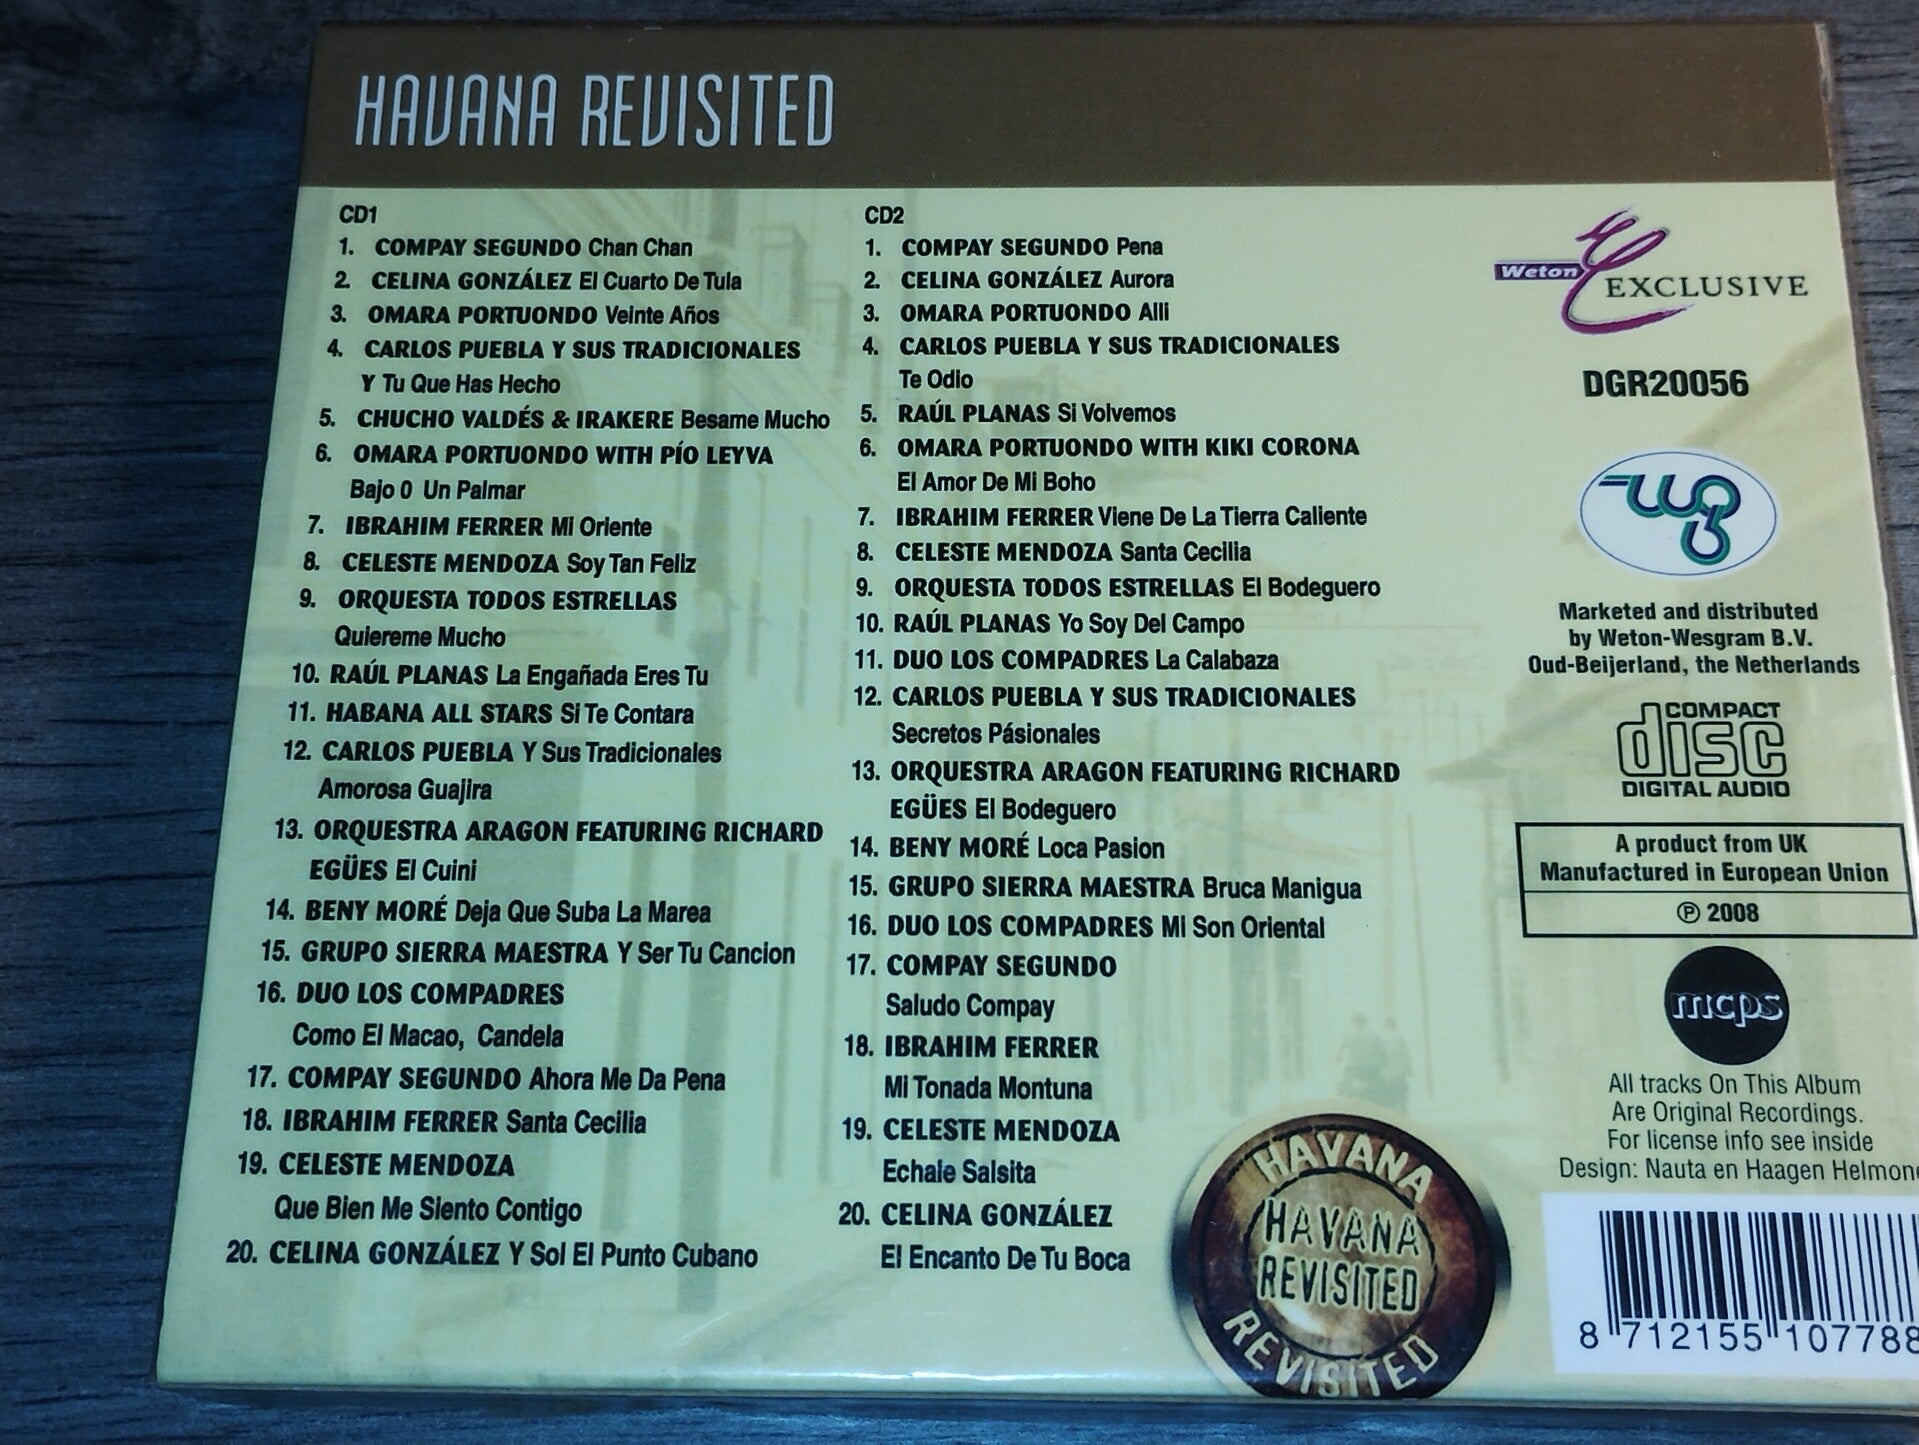 HAVANA REVISITED
CD1
1. COMPAY SEGUNDO Chan Chan
2. CELINA GONZÁLEZ El Cuarto De Tula
3. OMARA PORTUONDO Veinte Años
4. CARLOS PUEBLA Y SUS TRADICIONALES
Y Tu Que Has Hecho
5. CHUCHO VALDÉS & IRAKERE Besame Mucho
6. OMARA PORTUONDO WITH PÍO LEYVA
Bajo 0 Un Palmar
7. IBRAHIM FERRER Mi Oriente
8. CELESTE MENDOZA Soy Tan Feliz
9. ORQUESTA TODOS ESTRELLAS
Quiereme Mucho
10. RAÚL PLANAS La Engañada Eres Tu
11. HABANA ALL STARS Si Te Contara
12. CARLOS PUEBLA Y Sus Tradicionales
Amorosa Guajira
13. ORQUESTRA ARAGON FEATURING RICHARD
EGÜES El Cuini
14. BENY MORÉ Deja Que Suba La Marea
15. GRUPO SIERRA MAESTRA Y Ser Tu Cancion
16. DUO LOS COMPADRES
Como El Macao, Candela
17. COMPAY SEGUNDO Ahora Me Da Pena
18. IBRAHIM FERRER Santa Cecilia
19. CELESTE MENDOZA
Que Bien Me Siento Contigo
20. CELINA GONZÁLEZ Y Sol El Punto Cubano
CD2
1. COMPAY SEGUNDO Pena
2. CELINA GONZÁLEZ Aurora
3. OMARA PORTUONDO Alli
4. CARLOS PUEBLA Y SUS TRADICIONALES
Te Odio
5. RAÚL PLANAS Si Volvemos
6. OMARA PORTUONDO WITH KIKI CORONA
El Amor De Mi Boho
7. IBRAHIM FERRER Viene De La Tierra Caliente
8. CELESTE MENDOZA Santa Cecilia
9. ORQUESTA TODOS ESTRELLAS El Bodeguero
10. RAÚL PLANAS Yo Soy Del Campo
11. DUO LOS COMPADRES La Calabaza
12. CARLOS PUEBLA Y SUS TRADICIONALES
Secretos Pásionales
13. ORQUESTRA ARAGON FEATURING RICHARD
EGÜES El Bodeguero
14. BENY MORÉ Loca Pasion
15. GRUPO SIERRA MAESTRA Bruca Manigua
16. DUO LOS COMPADRES Mi Son Oriental
17. COMPAY SEGUNDO
Saludo Compay
18. IBRAHIM FERRER
Mi Tonada Montuna
19. CELESTE MENDOZA
Echale Salsita
20. CELINA GONZÁLEZ
El Encanto De Tu Boca
HAVANA
HAVANA
REVISITED
REVISITED
Weton EXCLUSIVE
DGR20056
Marketed and distributed
by Weton-Wesgram B.V.
Oud-Beijerland, the Netherlands
COMPACT
disc
DIGITAL AUDIO
A product from UK
Manufactured in European Union
℗ 2008
mcps
All tracks On This Album
Are Original Recordings.
For license info see inside
Design: Nauta en Haagen Helmond
8 712155 107788